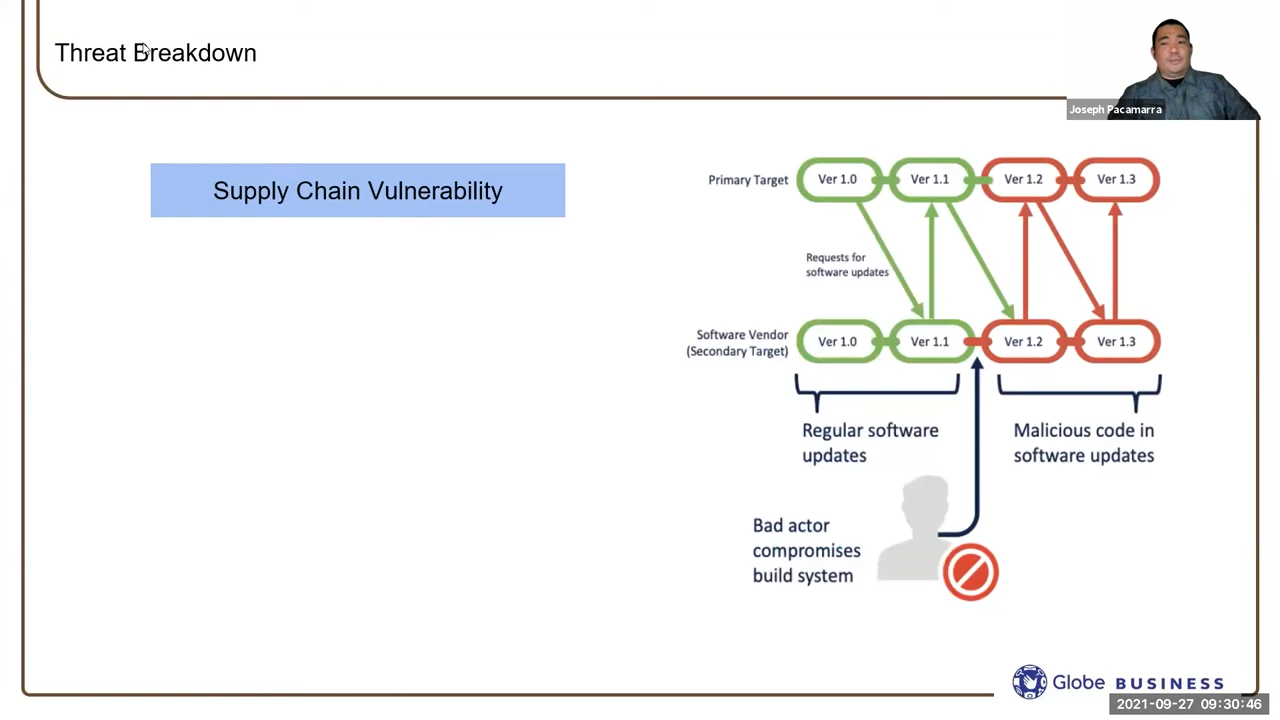 Threat Breakdown
Joseph Pacamarra
Supply Chain Vulnerability
Primary Target
Ver 1.0
Ver 1.1
Ver 1.2
Ver 1.3
Requests for
software updates
Software Vendor
(Secondary Target)
Ver 1.0
Ver 1.1
Ver 1.2
Ver 1.3
Regular software
updates
Malicious code in
software updates
Bad actor
compromises
build system
Globe BUSINESS
2021-09-27 09:30:46